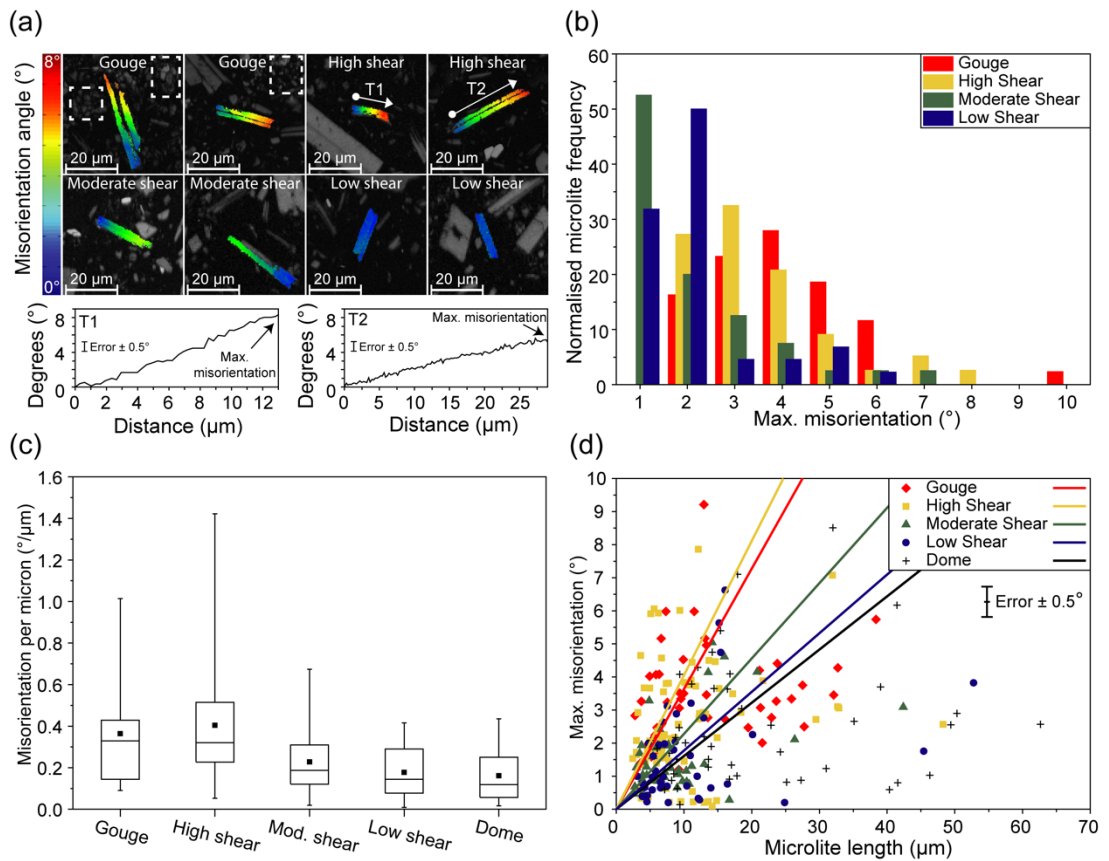 (a)
Misorientation angle (°)
8°
0°
Gouge
Gouge
High shear
High shear
T1
T2
20 µm
20 µm
20 µm
20 µm
Moderate shear
Moderate shear
Low shear
Low shear
20 µm
20 µm
20 µm
20 µm
Degrees (°)
8
4
0
T1
Error ± 0.5°
Max.
misorientation
0 1 2 3 4 5 6 7 8 9 10 11 12 13
Distance (µm)
Degrees (°)
8
4
0
T2
Error ± 0.5°
Max. misorientation
0 5 10 15 20 25
Distance (µm)
(b)
Normalised microlite frequency
60
50
40
30
20
10
0
Gouge
High Shear
Moderate Shear
Low Shear
1 2 3 4 5 6 7 8 9 10
Max. misorientation (°)
(c)
Misorientation per micron (°/µm)
1.6
1.4
1.2
1.0
0.8
0.6
0.4
0.2
0.0
Gouge
High shear
Mod. shear
Low shear
Dome
(d)
Max. misorientation (°)
10
9
8
7
6
5
4
3
2
1
0
Gouge
High Shear
Moderate Shear
Low Shear
Dome
Error ± 0.5°
0 10 20 30 40 50 60 70
Microlite length (µm)